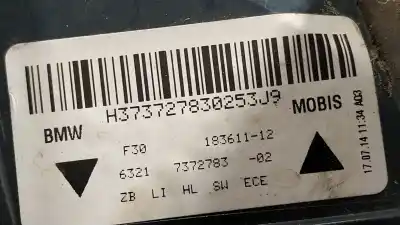 H373727830253J9
BMW
MOBIS
F30 183611-12
6321 7372783 -02
ZB LI HL SW ECE
17.07.14 11:34 A03